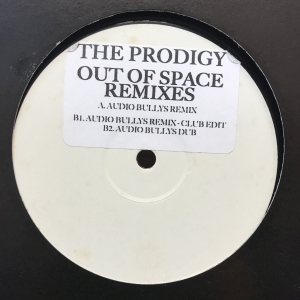 THE PRODIGY
OUT OF SPACE
REMIXES
A. AUDIO BULLYS REMIX
B1. AUDIO BULLYS REMIX - CLUB EDIT
B2. AUDIO BULLYS DUB